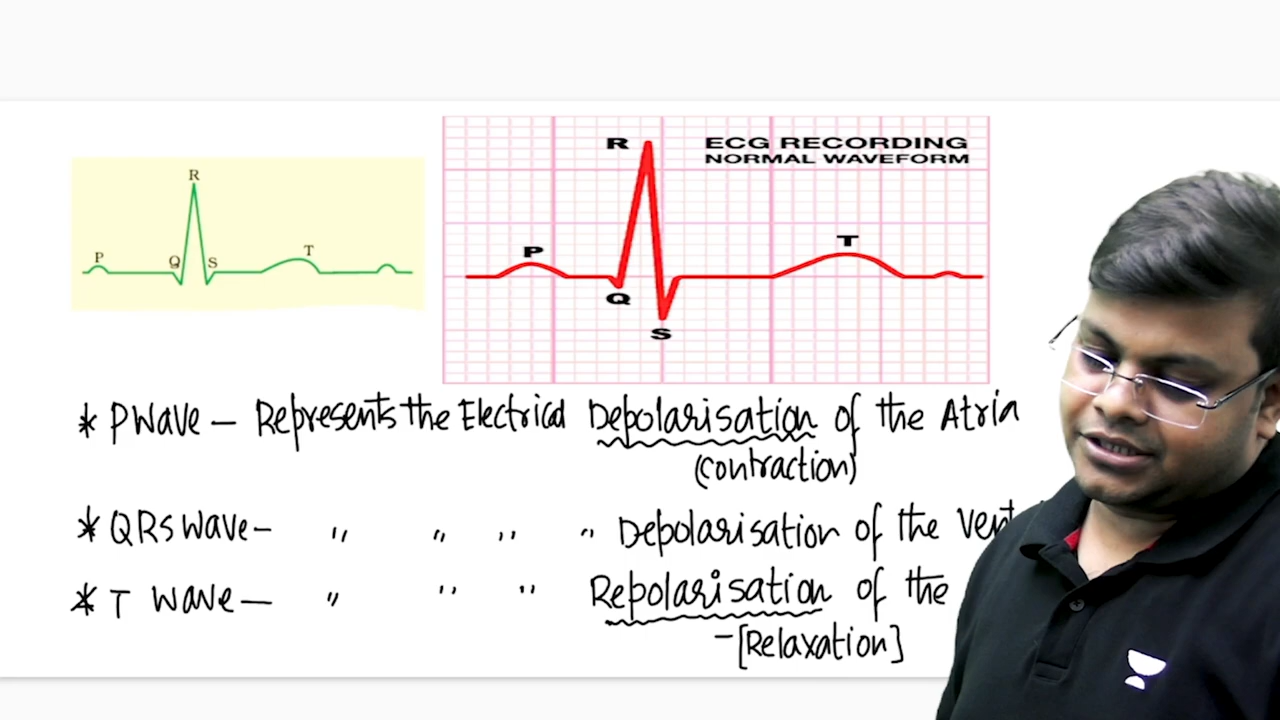 R
P
Q
S
T
ECG RECORDING
NORMAL WAVEFORM
R
P
Q
S
T
* P Wave – Represents the Electrical Depolarisation of the Atria
(contraction)
* QRS Wave – " " " " Depolarisation of the Vent
* T Wave – " " " Repolarisation of the
– [Relaxation]